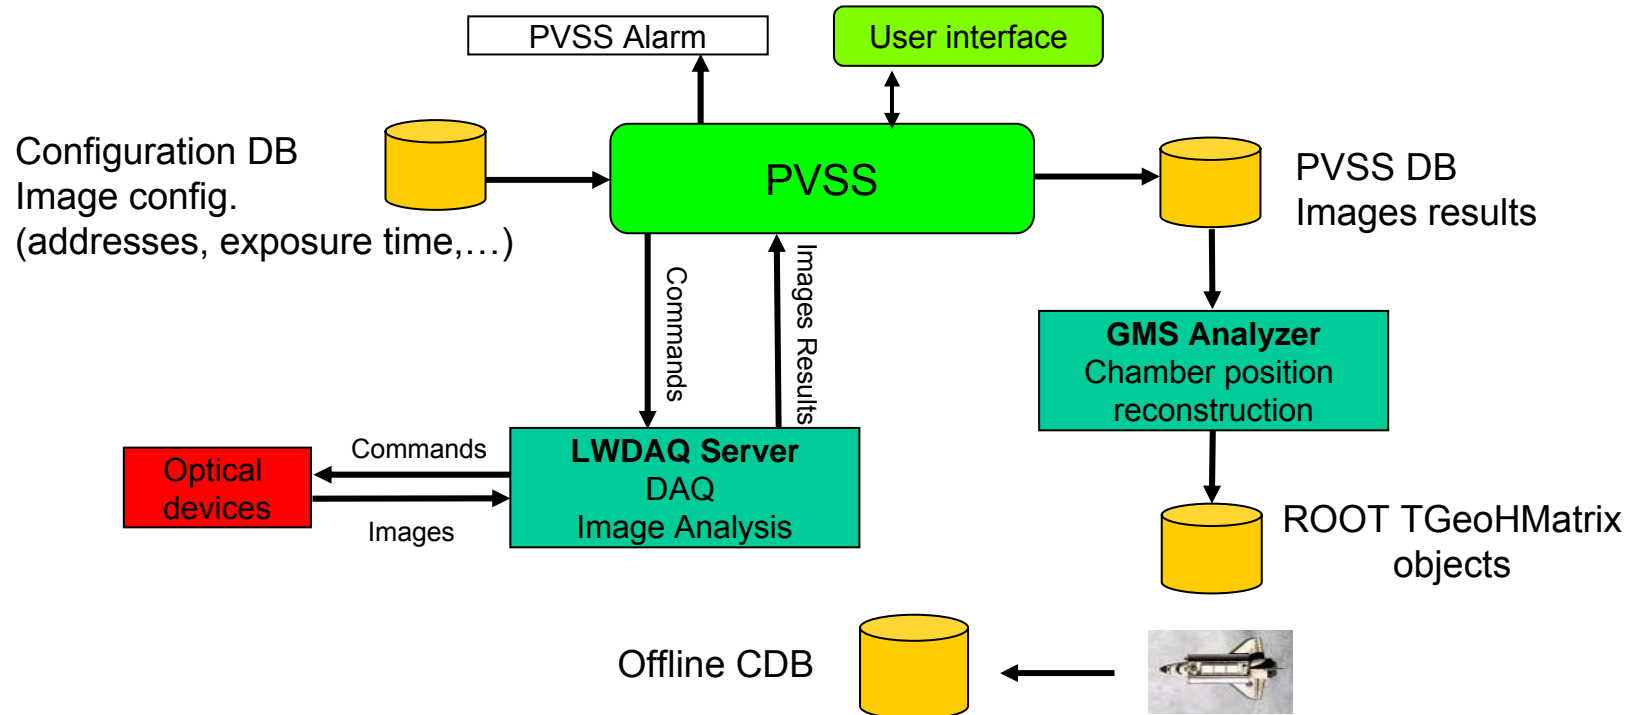 PVSS Alarm
User interface
Configuration DB
Image config.
(addresses, exposure time,…)
PVSS
PVSS DB
Images results
Commands
Images Results
GMS Analyzer
Chamber position
reconstruction
Optical
devices
Commands
Images
LWDAQ Server
DAQ
Image Analysis
ROOT TGeoHMatrix
objects
Offline CDB